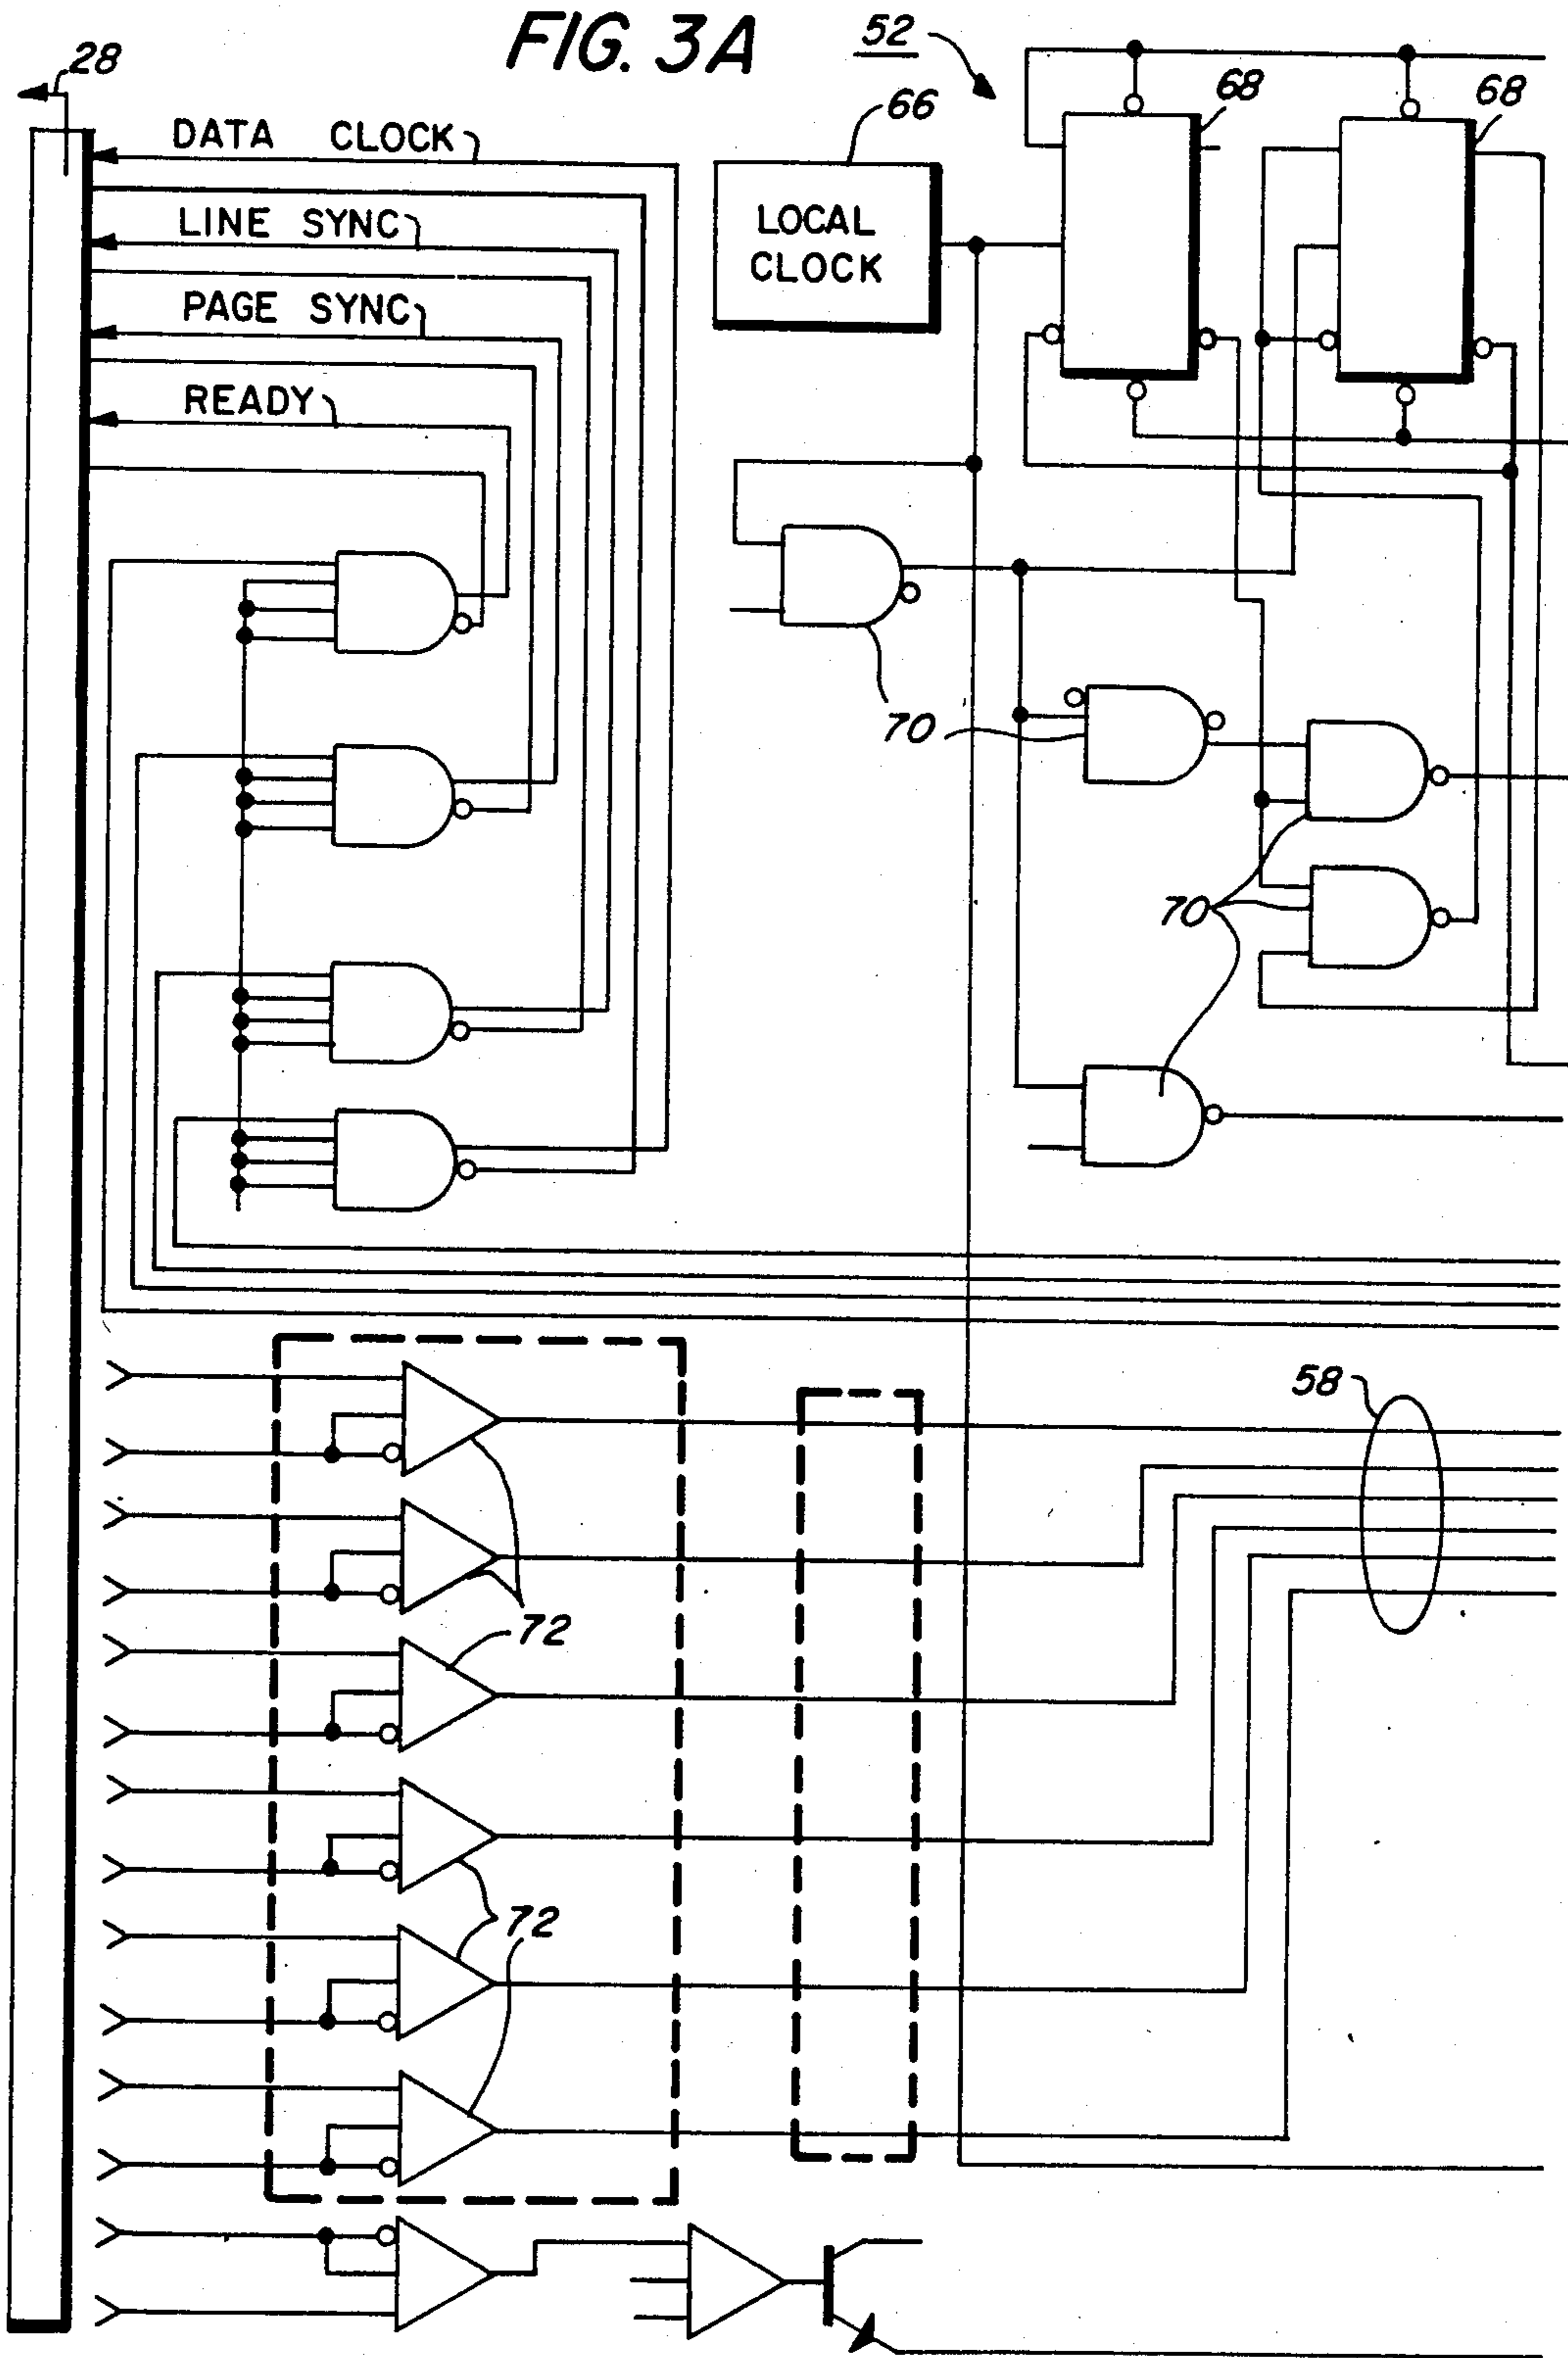 FIG. 3A
52
28
68
68
66
DATA CLOCK
LINE SYNC
LOCAL
CLOCK
PAGE SYNC
READY
70
70
58
72
72